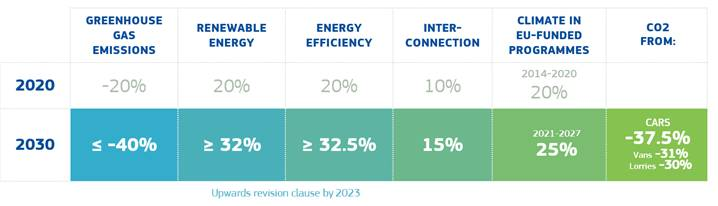 GREENHOUSE
GAS
EMISSIONS
RENEWABLE
ENERGY
ENERGY
EFFICIENCY
INTER-
CONNECTION
CLIMATE IN
EU-FUNDED
PROGRAMMES
CO2
FROM:
2020
-20%
20%
20%
10%
2014-2020
20%
2030
≤ -40%
≥ 32%
≥ 32.5%
15%
2021-2027
25%
CARS
-37.5%
Vans -31%
Lorries -30%
Upwards revision clause by 2023